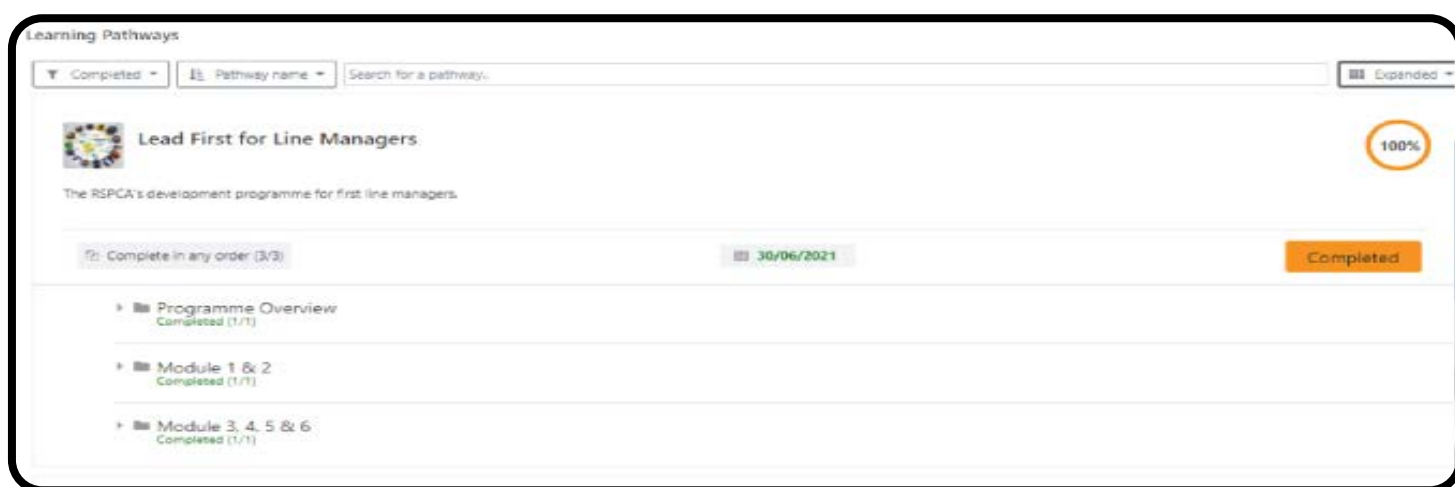 Learning Pathways
Completed
Pathway name
Search for a pathway..
Expanded
Lead First for Line Managers
100%
The RSPCA's development programme for first line managers.
Complete in any order (3/3)
30/06/2021
Completed
Programme Overview
Completed (1/1)
Module 1 & 2
Completed (1/1)
Module 3, 4, 5 & 6
Completed (1/1)